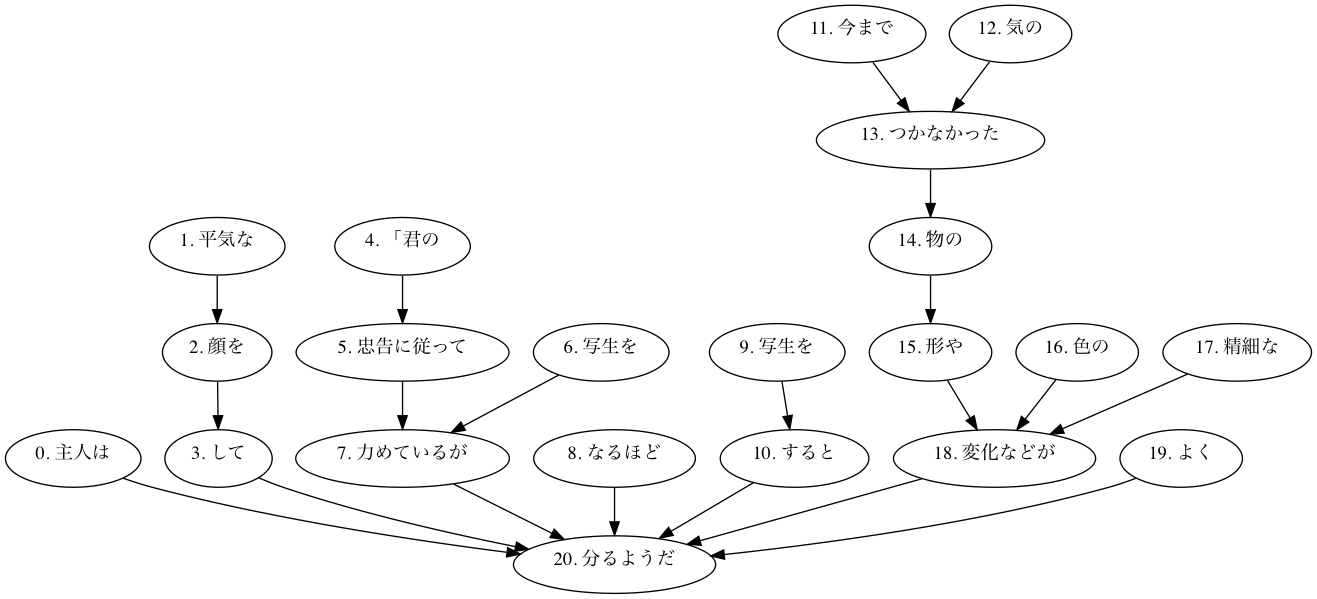 11. 今まで
12. 気の
13. つかなかった
1. 平気な
4. 「君の
14. 物の
2. 顔を
5. 忠告に従って
6. 写生を
9. 写生を
15. 形や
16. 色の
17. 精細な
0. 主人は
3. して
7. 力めているが
8. なるほど
10. すると
18. 変化などが
19. よく
20. 分るようだ